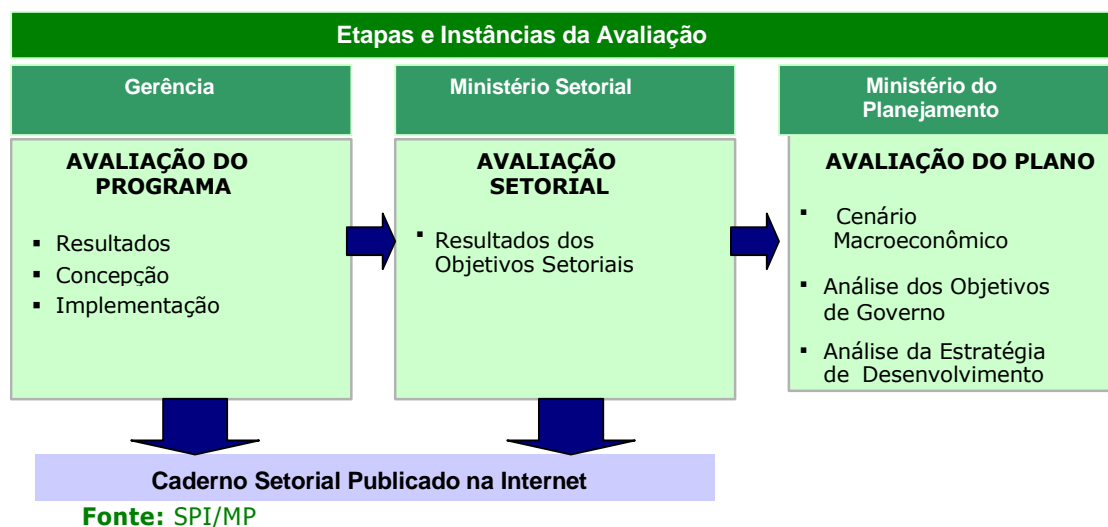 Etapas e Instâncias da Avaliação
Gerência
AVALIAÇÃO DO
PROGRAMA
▪ Resultados
▪ Concepção
▪ Implementação
Ministério Setorial
AVALIAÇÃO
SETORIAL
▪ Resultados dos
Objetivos Setoriais
Ministério do
Planejamento
AVALIAÇÃO DO PLANO
▪ Cenário
Macroeconômico
▪ Análise dos Objetivos
de Governo
▪ Análise da Estratégia
de Desenvolvimento
Caderno Setorial Publicado na Internet
Fonte: SPI/MP